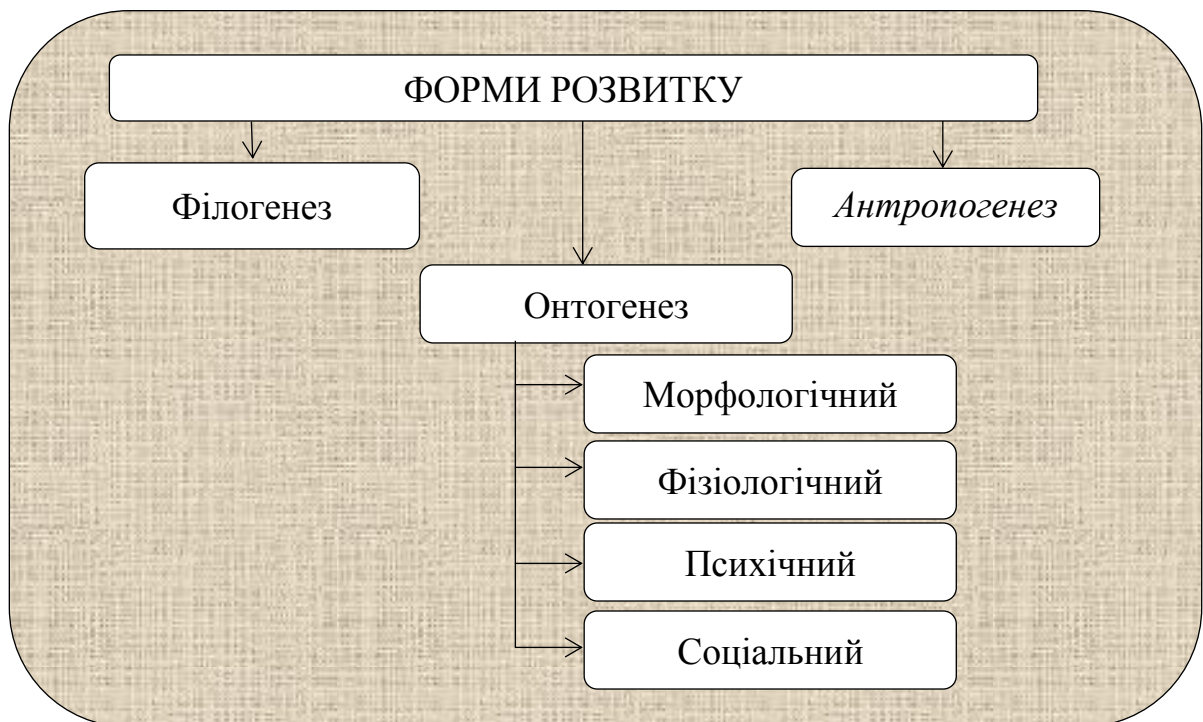 ФОРМИ РОЗВИТКУ
Філогенез
Антропогенез
Онтогенез
Морфологічний
Фізіологічний
Психічний
Соціальний